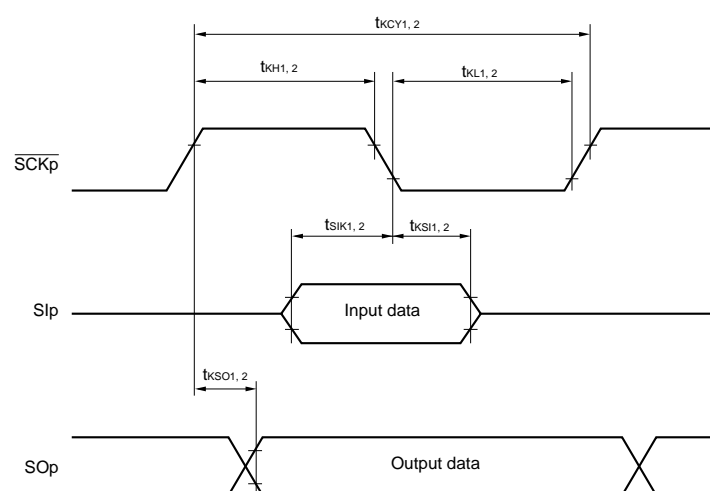 tKCY1, 2
tKH1, 2
tKL1, 2
SCKp
tSIK1, 2
tKSI1, 2
SIp
Input data
tKSO1, 2
SOp
Output data